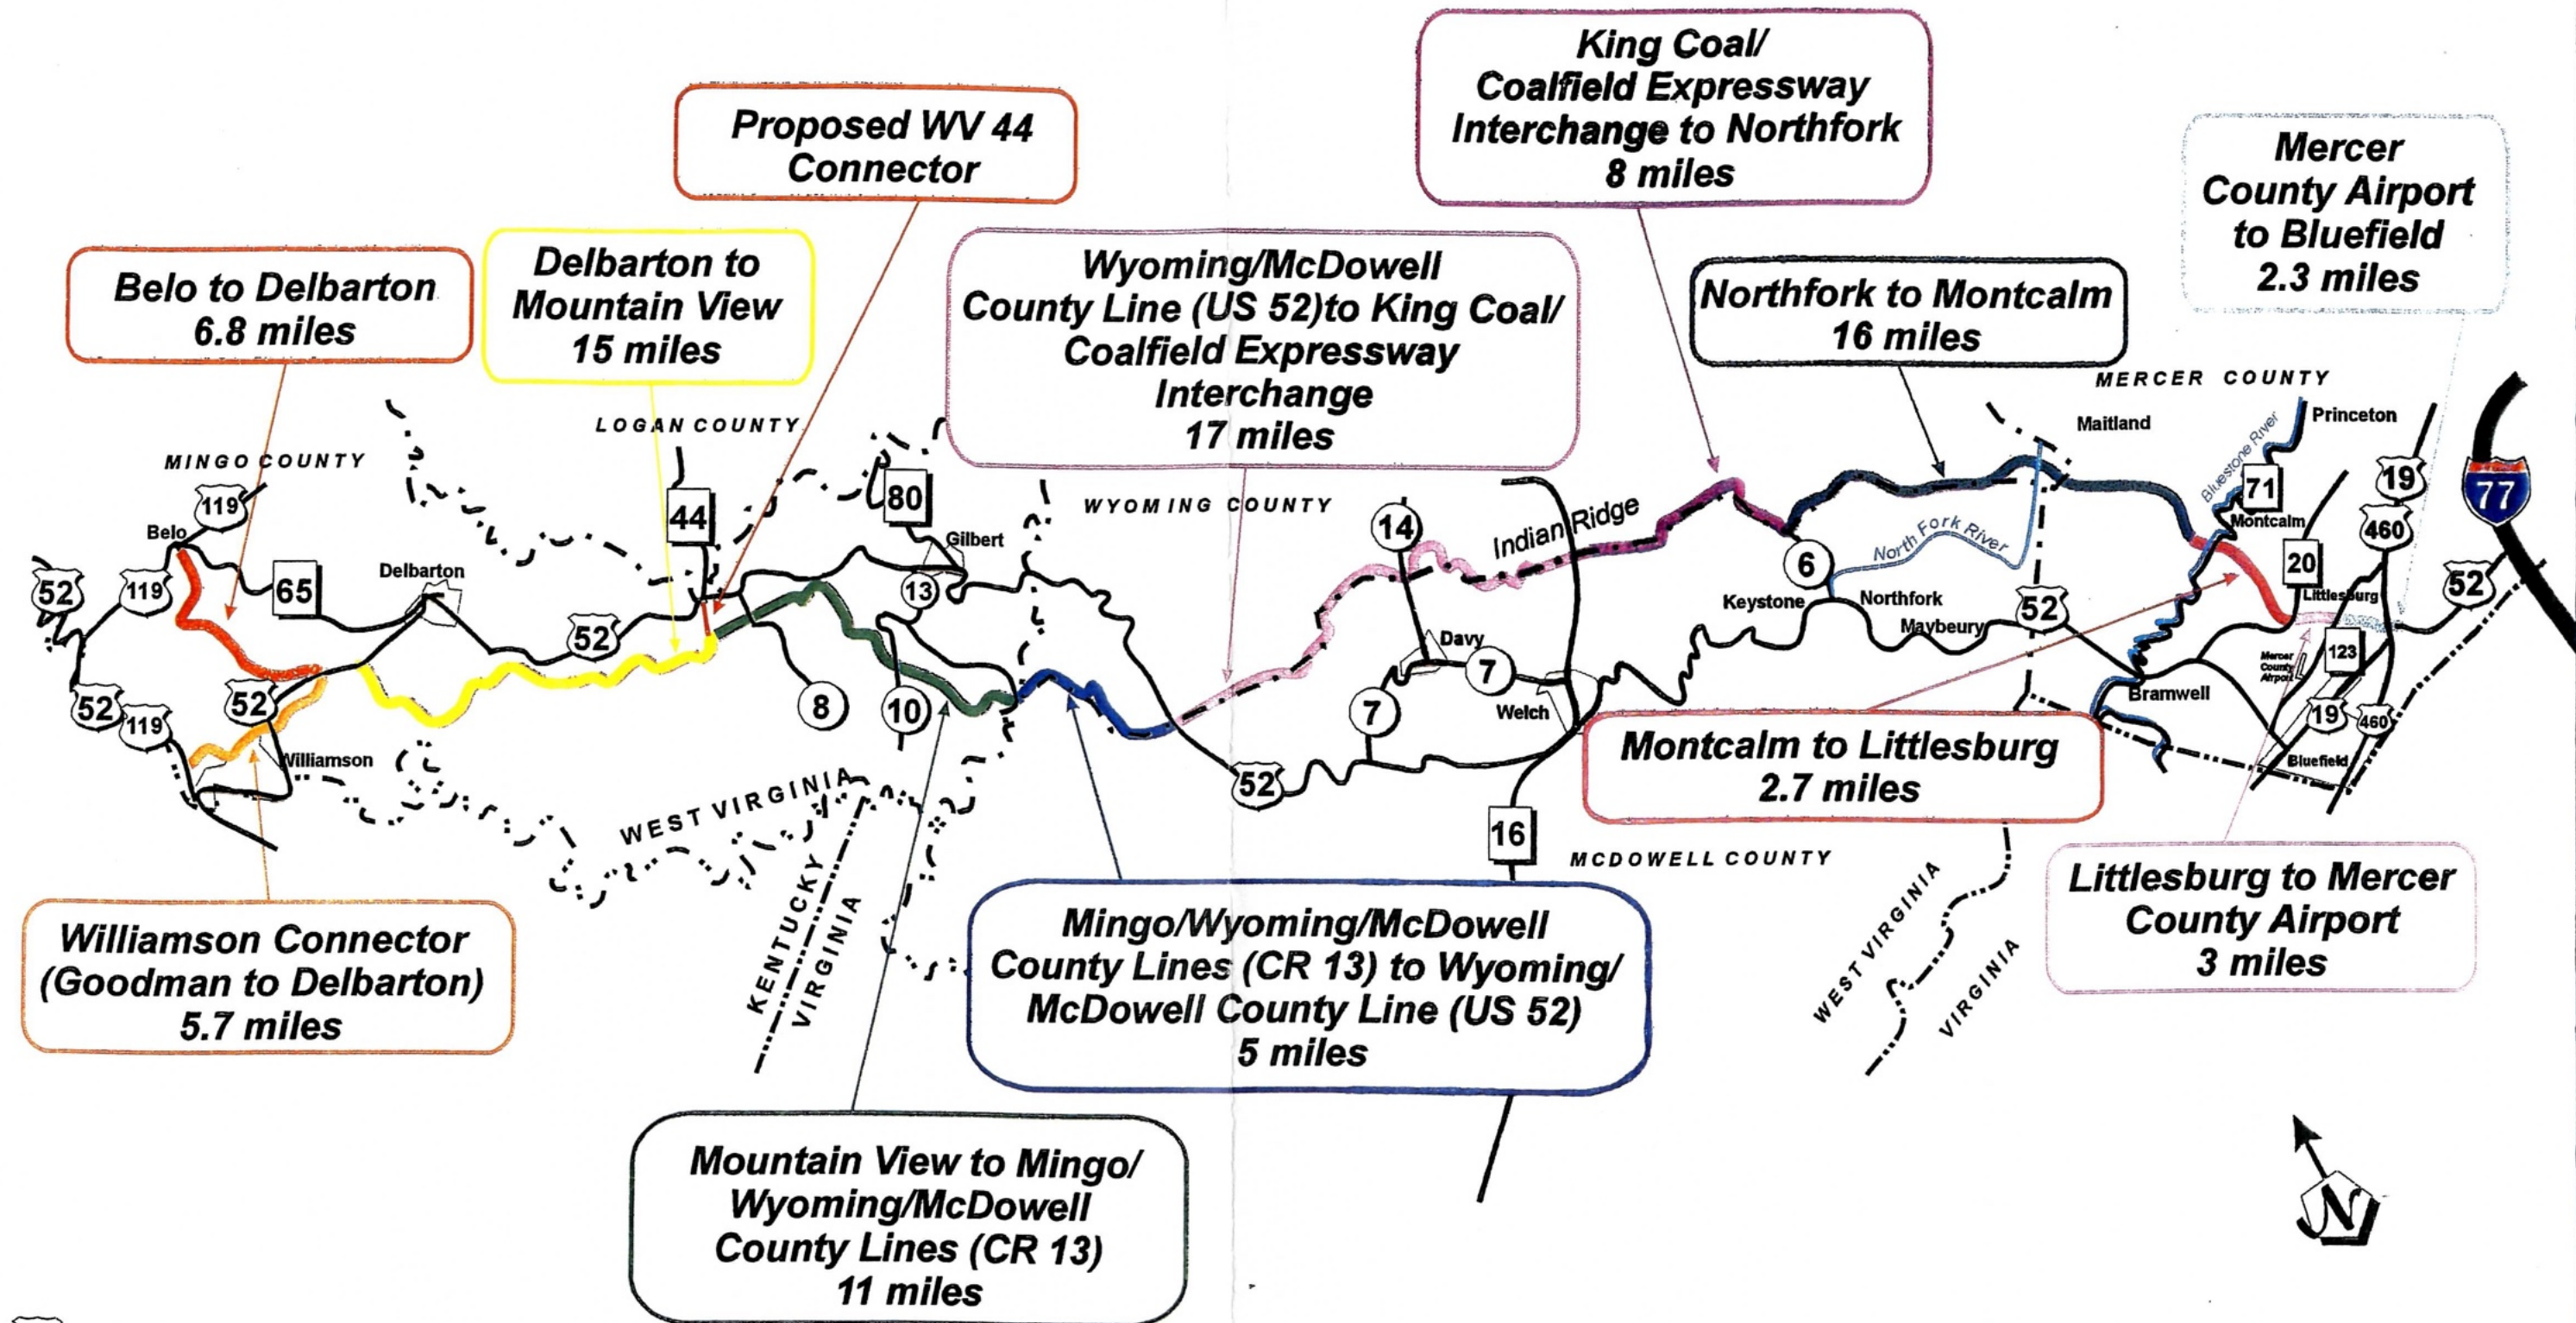 King Coal/
Coalfield Expressway
Interchange to Northfork
8 miles
Proposed WV 44
Connector
Mercer
County Airport
to Bluefield
2.3 miles
Belo to Delbarton
6.8 miles
Delbarton to
Mountain View
15 miles
Wyoming/McDowell
County Line (US 52)to King Coal/
Coalfield Expressway
Interchange
17 miles
Northfork to Montcalm
16 miles
MERCER COUNTY
Maitland
Princeton
Bluestone River
LOGAN COUNTY
MINGO COUNTY
WYOMING COUNTY
119
Belo
44
80
Gilbert
14
Indian Ridge
North Fork River
71
Montcalm
19
460
77
52
119
65
Delbarton
52
13
6
Keystone
Northfork
Maybeury
52
20
Littlesburg
52
Davy
7
7
Welch
Mercer
County
Airport
123
Bramwell
19
460
Bluefield
52
119
52
Williamson
8
10
52
16
WEST VIRGINIA
KENTUCKY
VIRGINIA
MCDOWELL COUNTY
WEST VIRGINIA
VIRGINIA
Montcalm to Littlesburg
2.7 miles
Williamson Connector
(Goodman to Delbarton)
5.7 miles
Mingo/Wyoming/McDowell
County Lines (CR 13) to Wyoming/
McDowell County Line (US 52)
5 miles
Littlesburg to Mercer
County Airport
3 miles
Mountain View to Mingo/
Wyoming/McDowell
County Lines (CR 13)
11 miles
N